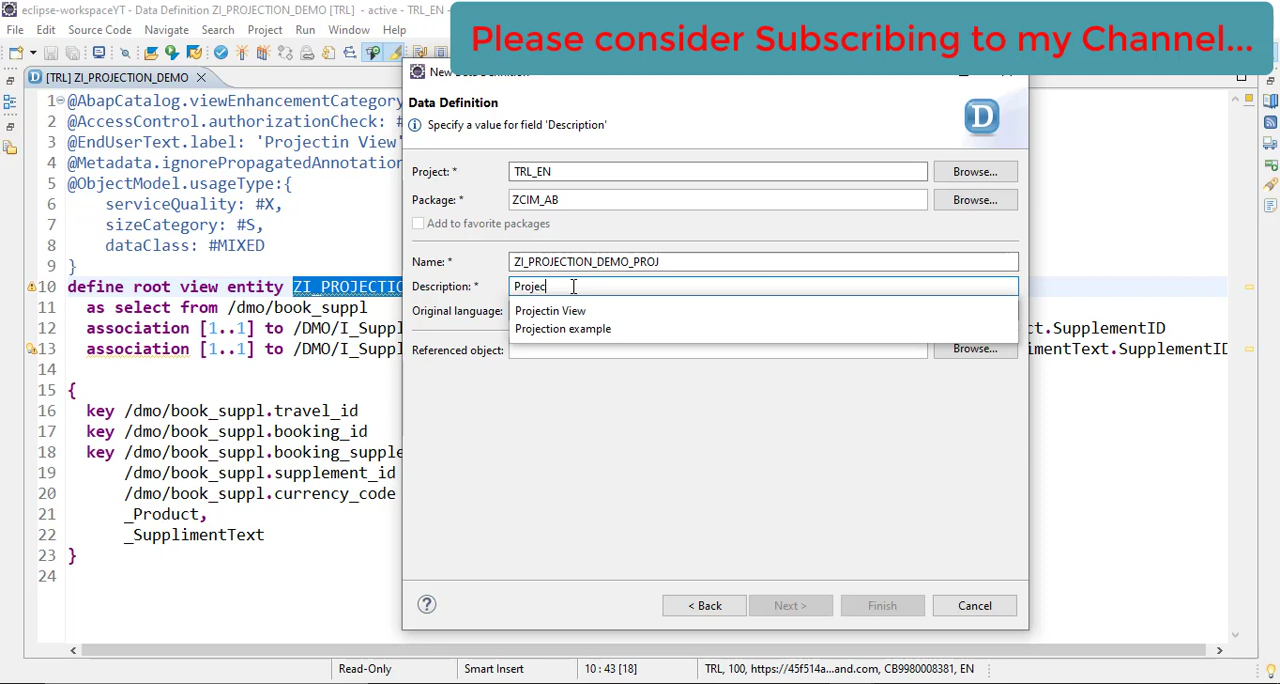 eclipse-workspaceYT - Data Definition ZI_PROJECTION_DEMO [TRL] - active - TRL_EN -
Please consider Subscribing to my Channel...
File Edit Source Code Navigate Search Project Run Window Help
[TRL] ZI_PROJECTION_DEMO
1 @AbapCatalog.viewEnhancementCategory
2 @AccessControl.authorizationCheck: #
3 @EndUserText.label: 'Projectin View'
4 @Metadata.ignorePropagatedAnnotation
5 @ObjectModel.usageType:{
6 serviceQuality: #X,
7 sizeCategory: #S,
8 dataClass: #MIXED
9 }
10 define root view entity ZI_PROJECTIO
11 as select from /dmo/book_suppl
12 association [1..1] to /DMO/I_Suppl ct.SupplementID
13 association [1..1] to /DMO/I_Suppl imentText.SupplementID
14
15 {
16 key /dmo/book_suppl.travel_id
17 key /dmo/book_suppl.booking_id
18 key /dmo/book_suppl.booking_supple
19 /dmo/book_suppl.supplement_id
20 /dmo/book_suppl.currency_code
21 _Product,
22 _SupplimentText
23 }
24
Data Definition
D
Specify a value for field 'Description'
Project: * TRL_EN Browse...
Package: * ZCIM_AB Browse...
Add to favorite packages
Name: * ZI_PROJECTION_DEMO_PROJ
Description: * Projec
Original language: Projectin View
Projection example
Referenced object: Browse...
? < Back Next > Finish Cancel
Read-Only Smart Insert 10 : 43 [18] TRL, 100, https://45f514a...and.com, CB9980008381, EN